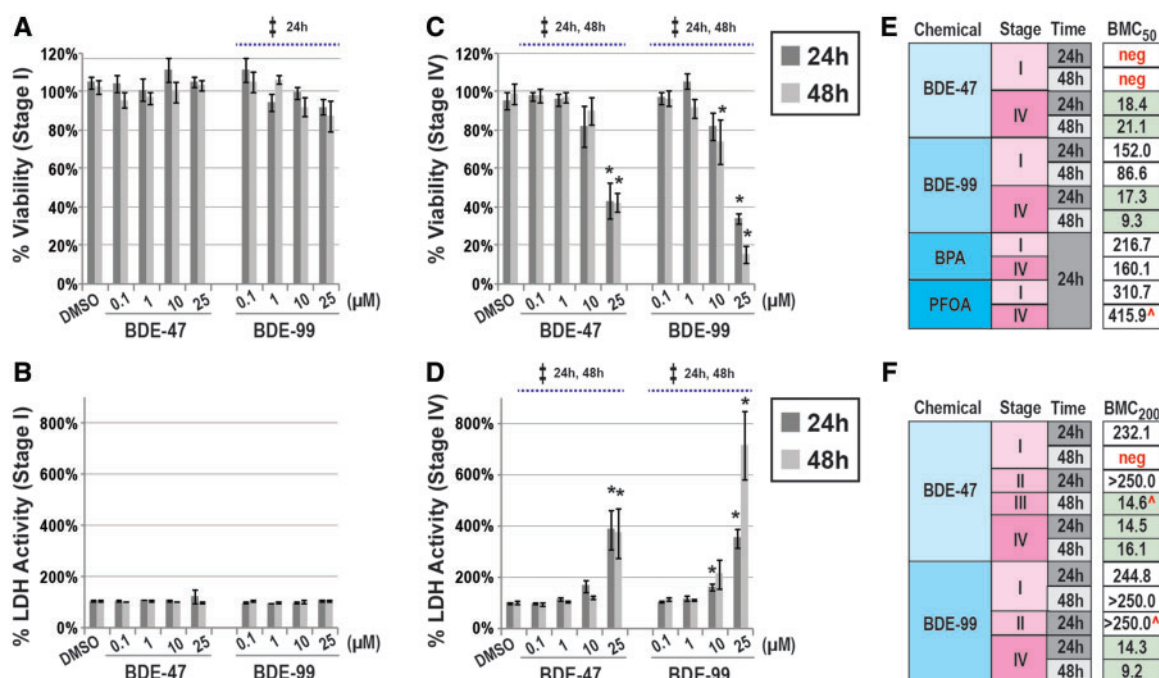 A
24h
120%
100%
80%
60%
40%
20%
0%
% Viability (Stage I)
DMSO 0.1 1 10 25 0.1 1 10 25 (µM)
BDE-47 BDE-99
B
800%
600%
400%
200%
0%
% LDH Activity (Stage I)
DMSO 0.1 1 10 25 0.1 1 10 25 (µM)
BDE-47 BDE-99
C
24h, 48h 24h, 48h
120%
100%
80%
60%
40%
20%
0%
% Viability (Stage IV)
* * * * *
DMSO 0.1 1 10 25 0.1 1 10 25 (µM)
BDE-47 BDE-99
24h
48h
D
24h, 48h 24h, 48h
800%
600%
400%
200%
0%
% LDH Activity (Stage IV)
* * * * *
DMSO 0.1 1 10 25 0.1 1 10 25 (µM)
BDE-47 BDE-99
24h
48h
E
Chemical Stage Time BMC50
BDE-47 I 24h neg
48h neg
IV 24h 18.4
48h 21.1
BDE-99 I 24h 152.0
48h 86.6
IV 24h 17.3
48h 9.3
BPA I 24h 216.7
IV 160.1
PFOA I 310.7
IV 415.9^
F
Chemical Stage Time BMC200
BDE-47 I 24h 232.1
48h neg
II 24h >250.0
III 48h 14.6^
IV 24h 14.5
48h 16.1
BDE-99 I 24h 244.8
48h >250.0
II 24h >250.0^
IV 24h 14.3
48h 9.2